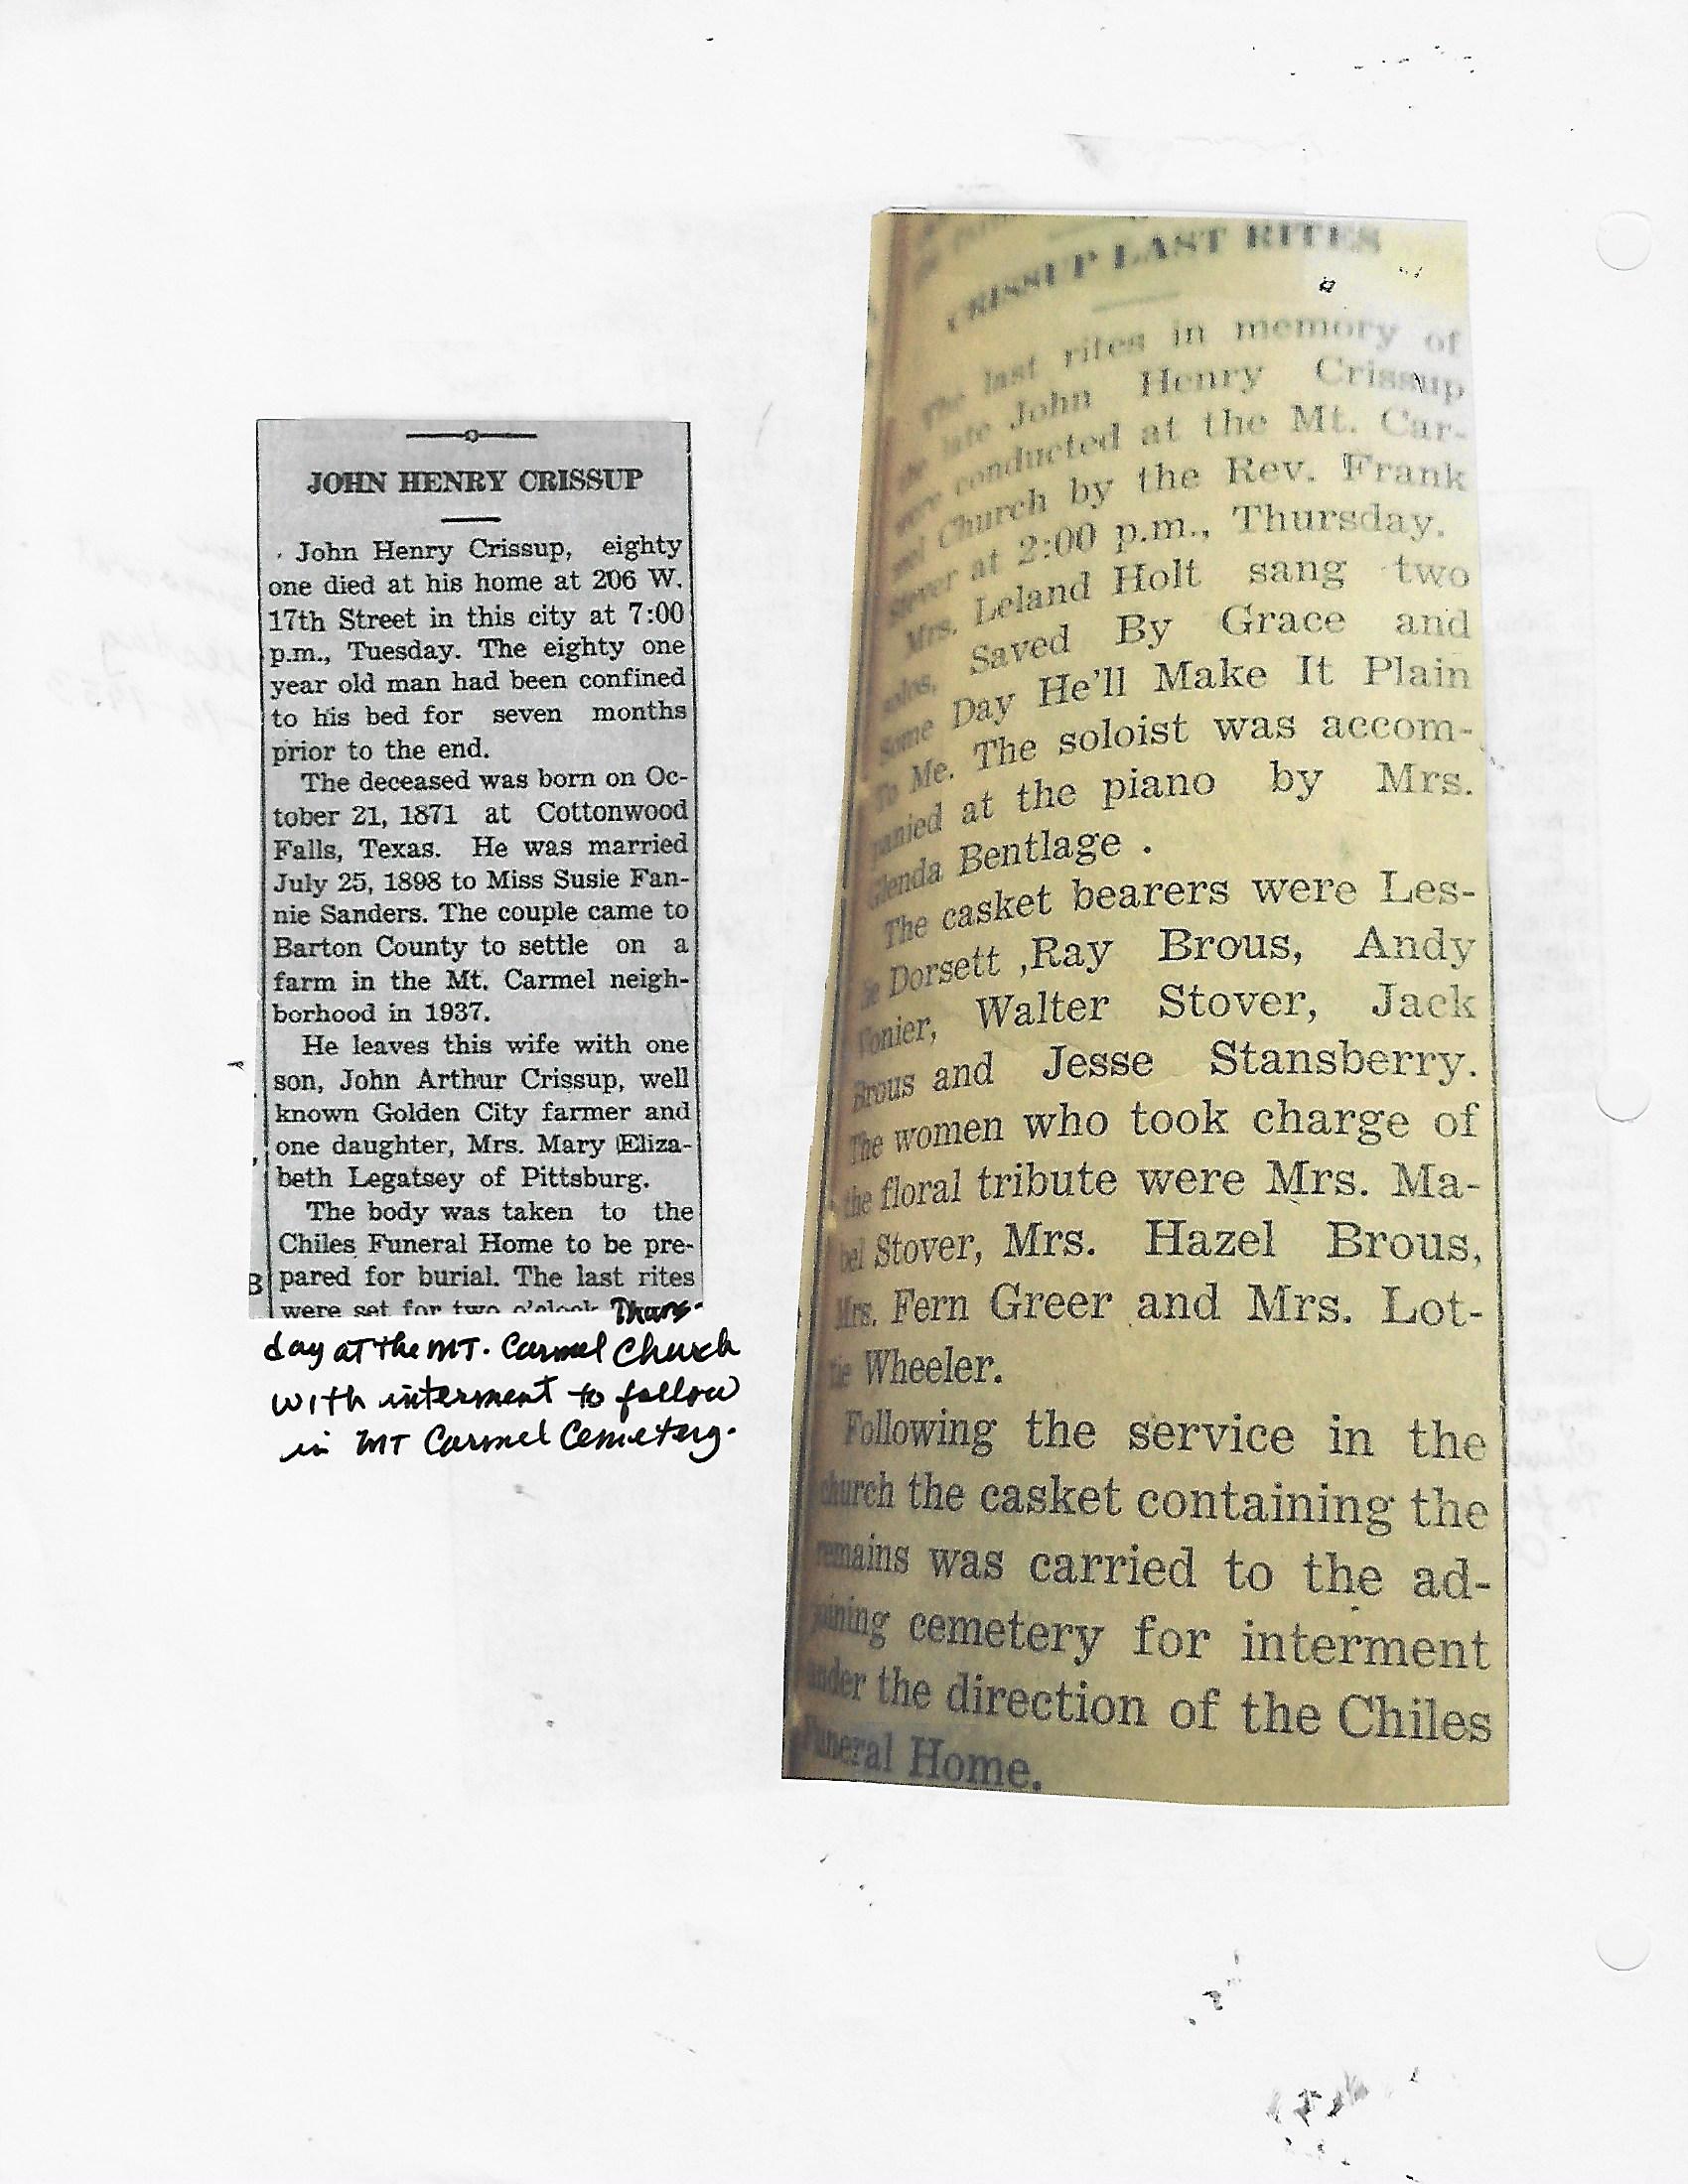 JOHN HENRY CRISSUP
John Henry Crissup, eighty
one died at his home at 206 W.
17th Street in this city at 7:00
p.m., Tuesday. The eighty one
year old man had been confined
to his bed for seven months
prior to the end.
The deceased was born on Oc-
tober 21, 1871 at Cottonwood
Falls, Texas. He was married
July 25, 1898 to Miss Susie Fan-
nie Sanders. The couple came to
Barton County to settle on a
farm in the Mt. Carmel neigh-
borhood in 1937.
He leaves this wife with one
son, John Arthur Crissup, well
known Golden City farmer and
one daughter, Mrs. Mary Eliza-
beth Legatsey of Pittsburg.
The body was taken to the
Chiles Funeral Home to be pre-
pared for burial. The last rites
were set for two o'clock Thurs-
day at the MT. Carmel Church
with interment to follow
in MT Carmel Cemetery.
CRISSUP LAST RITES
The last rites in memory of
the late John Henry Crissup
were conducted at the Mt. Car-
mel Church by the Rev. Frank
Stever at 2:00 p.m., Thursday.
Mrs. Leland Holt sang two
solos, Saved By Grace and
Some Day He'll Make It Plain
To Me. The soloist was accom-
panied at the piano by Mrs.
Glenda Bentlage .
The casket bearers were Les-
lie Dorsett ,Ray Brous, Andy
Vonier, Walter Stover, Jack
Brous and Jesse Stansberry.
The women who took charge of
the floral tribute were Mrs. Ma-
bel Stover, Mrs. Hazel Brous,
Mrs. Fern Greer and Mrs. Lot-
tie Wheeler.
Following the service in the
church the casket containing the
remains was carried to the ad-
joining cemetery for interment
under the direction of the Chiles
Funeral Home.